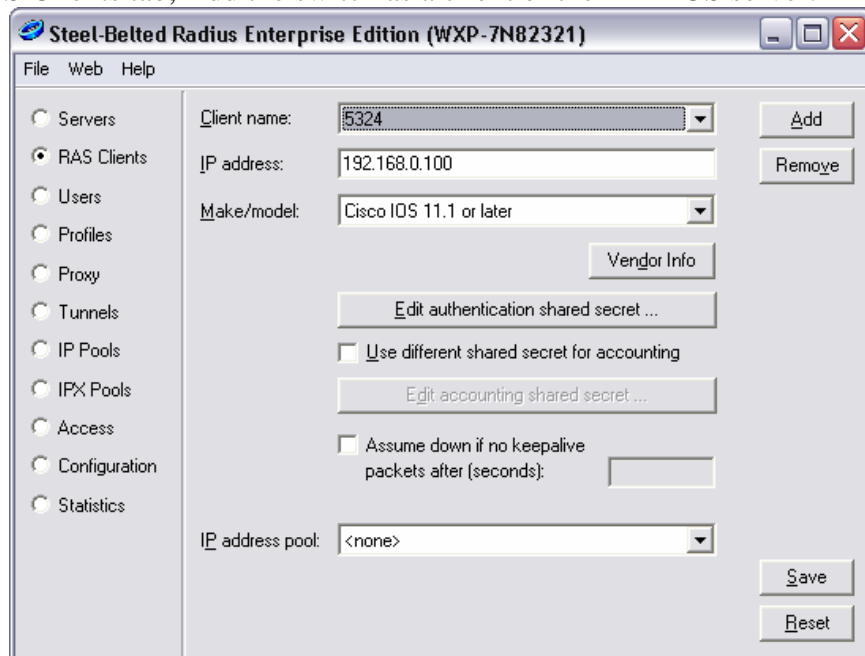 Steel-Belted Radius Enterprise Edition (WXP-7N82321)
File Web Help
Servers
RAS Clients
Users
Profiles
Proxy
Tunnels
IP Pools
IPX Pools
Access
Configuration
Statistics
Client name: 5324
IP address: 192.168.0.100
Make/model: Cisco IOS 11.1 or later
Vendor Info
Edit authentication shared secret ...
Use different shared secret for accounting
Edit accounting shared secret ...
Assume down if no keepalive
packets after (seconds):
IP address pool: <none>
Add
Remove
Save
Reset